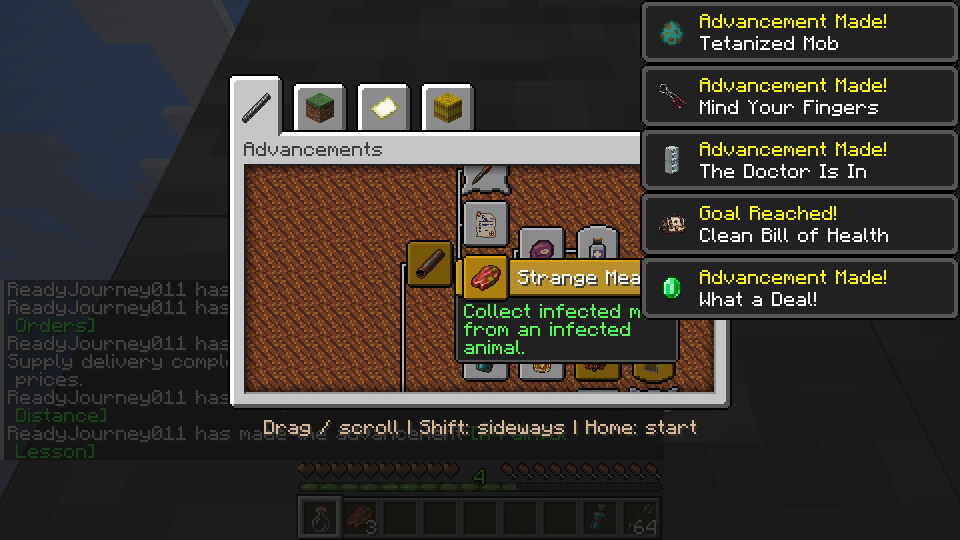 Advancement Made!
Tetanized Mob
Advancement Made!
Mind Your Fingers
Advancement Made!
The Doctor Is In
Goal Reached!
Clean Bill of Health
Advancement Made!
What a Deal!
Advancements
Strange Mea
Collect infected m
from an infected
animal.
ReadyJourney011 has
ReadyJourney011 has
Orders]
ReadyJourney011 has
Supply delivery compl
prices.
ReadyJourney011 has
Distance]
ReadyJourney011 has made the advancement
Lesson]
Drag / scroll | Shift: sideways | Home: start
4
3
64